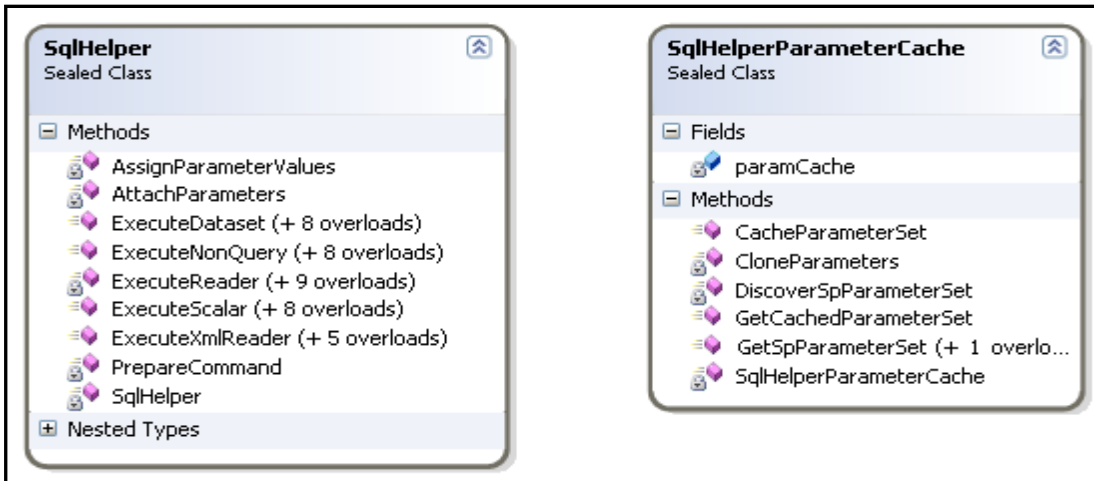 SqlHelper
Sealed Class
Methods
AssignParameterValues
AttachParameters
ExecuteDataset (+ 8 overloads)
ExecuteNonQuery (+ 8 overloads)
ExecuteReader (+ 9 overloads)
ExecuteScalar (+ 8 overloads)
ExecuteXmlReader (+ 5 overloads)
PrepareCommand
SqlHelper
Nested Types
SqlHelperParameterCache
Sealed Class
Fields
paramCache
Methods
CacheParameterSet
CloneParameters
DiscoverSpParameterSet
GetCachedParameterSet
GetSpParameterSet (+ 1 overlo...
SqlHelperParameterCache